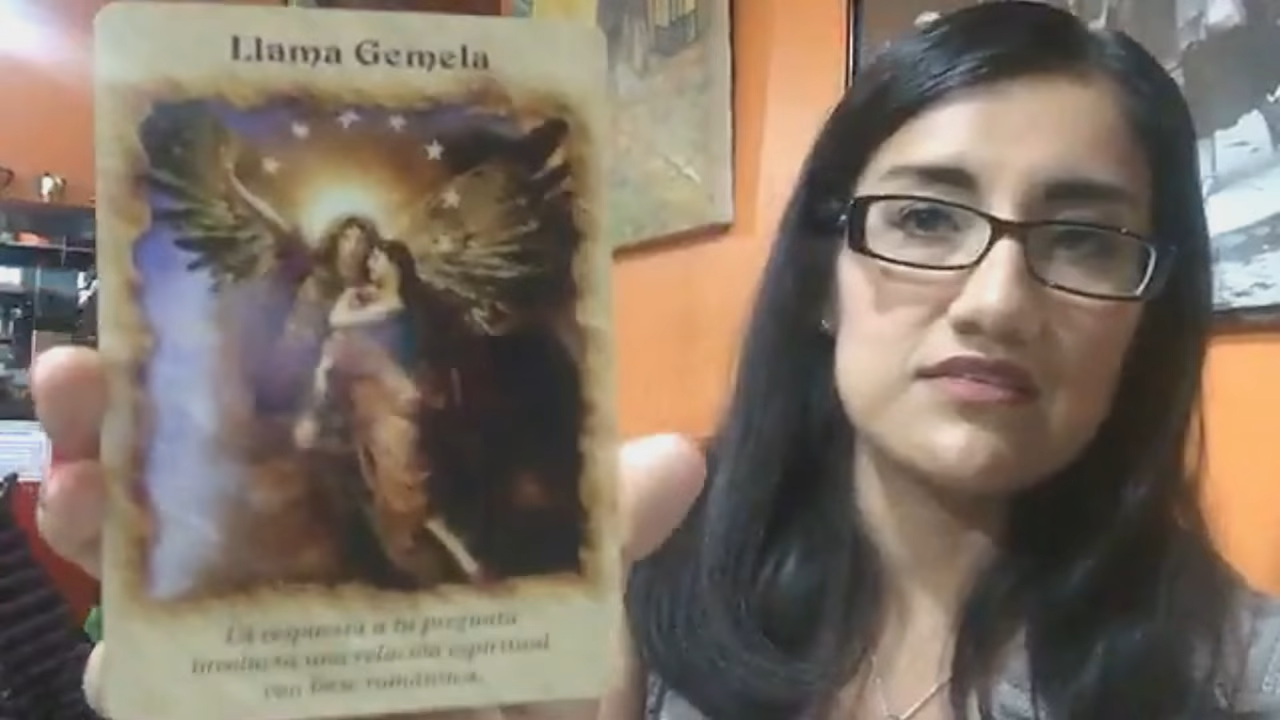 Llama Gemela
La respuesta a tu pregunta
involucra una relación espiritual
con base romántica.